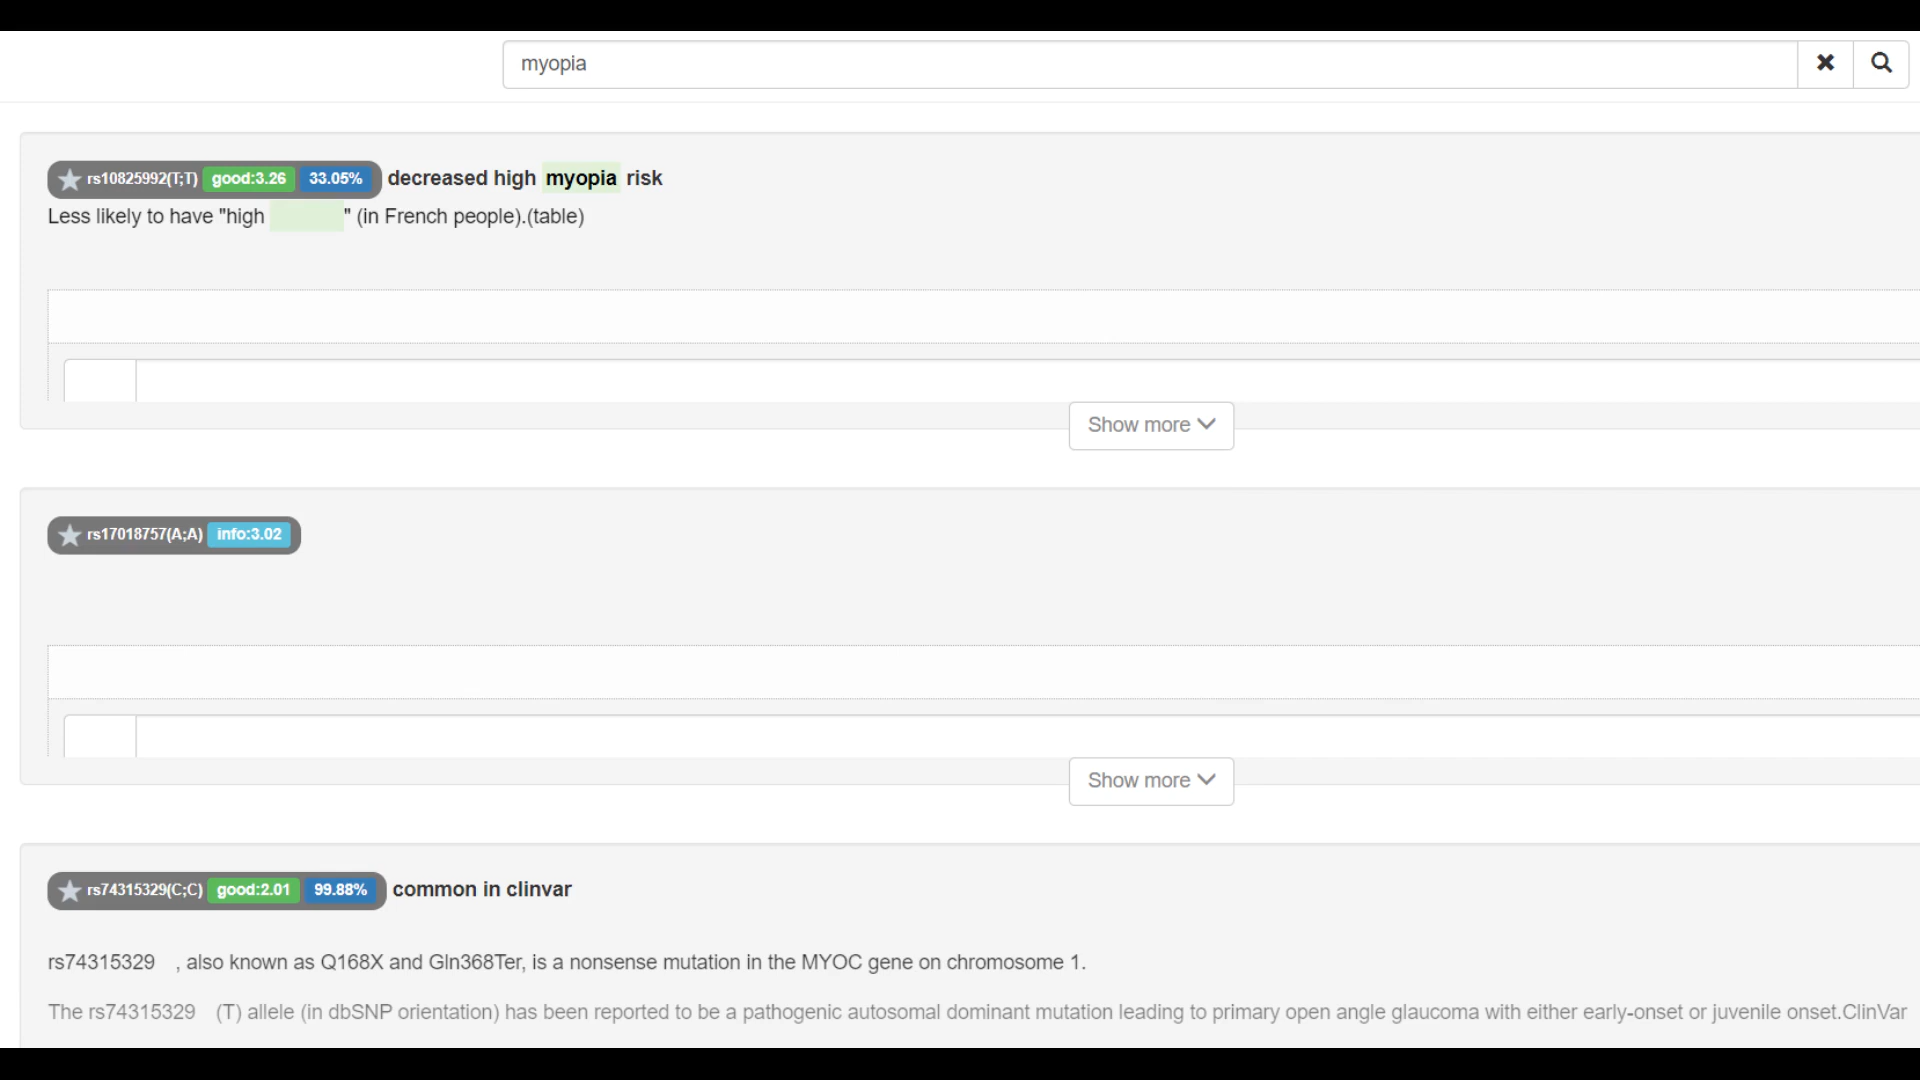 myopia
rs10825992(T;T) good:3.26 33.05% decreased high myopia risk
Less likely to have "high " (in French people).(table)
Show more
rs17018757(A;A) info:3.02
Show more
rs74315329(C;C) good:2.01 99.88% common in clinvar
rs74315329 , also known as Q168X and Gln368Ter, is a nonsense mutation in the MYOC gene on chromosome 1.
The rs74315329 (T) allele (in dbSNP orientation) has been reported to be a pathogenic autosomal dominant mutation leading to primary open angle glaucoma with either early-onset or juvenile onset.ClinVar